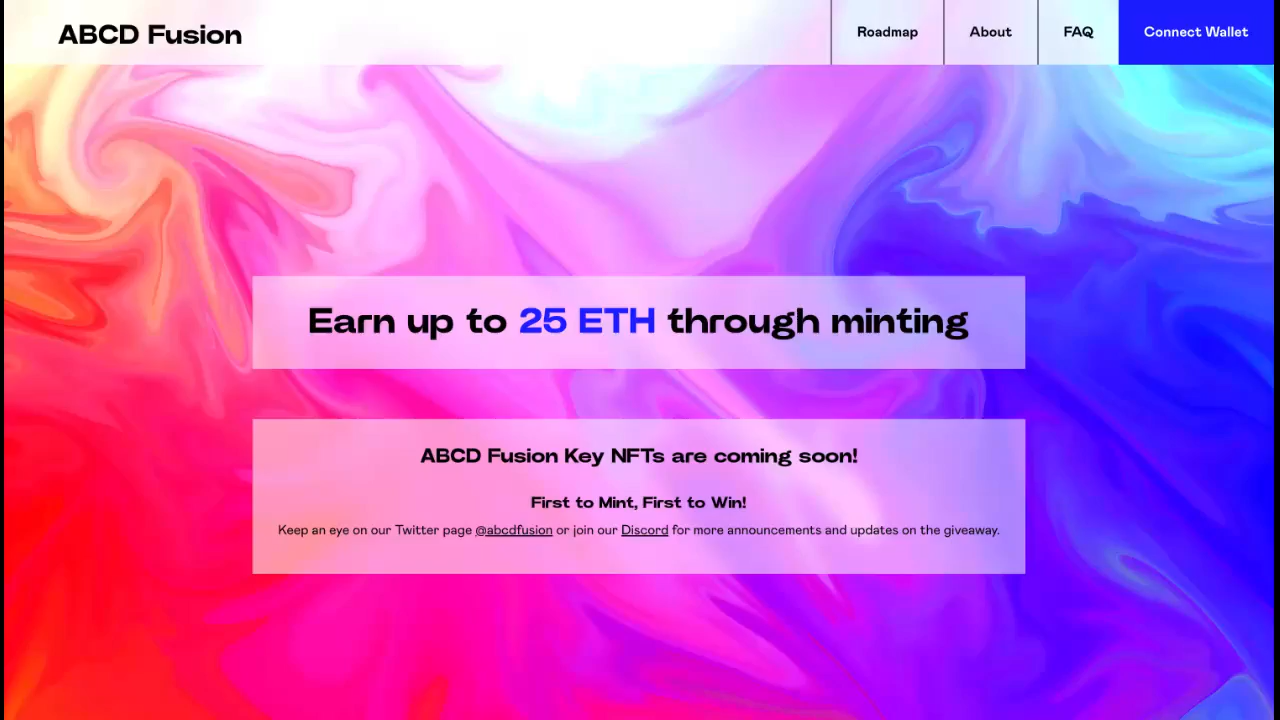 ABCD Fusion
Roadmap
About
FAQ
Connect Wallet
Earn up to 25 ETH through minting
ABCD Fusion Key NFTs are coming soon!
First to Mint, First to Win!
Keep an eye on our Twitter page @abcdfusion or join our Discord for more announcements and updates on the giveaway.